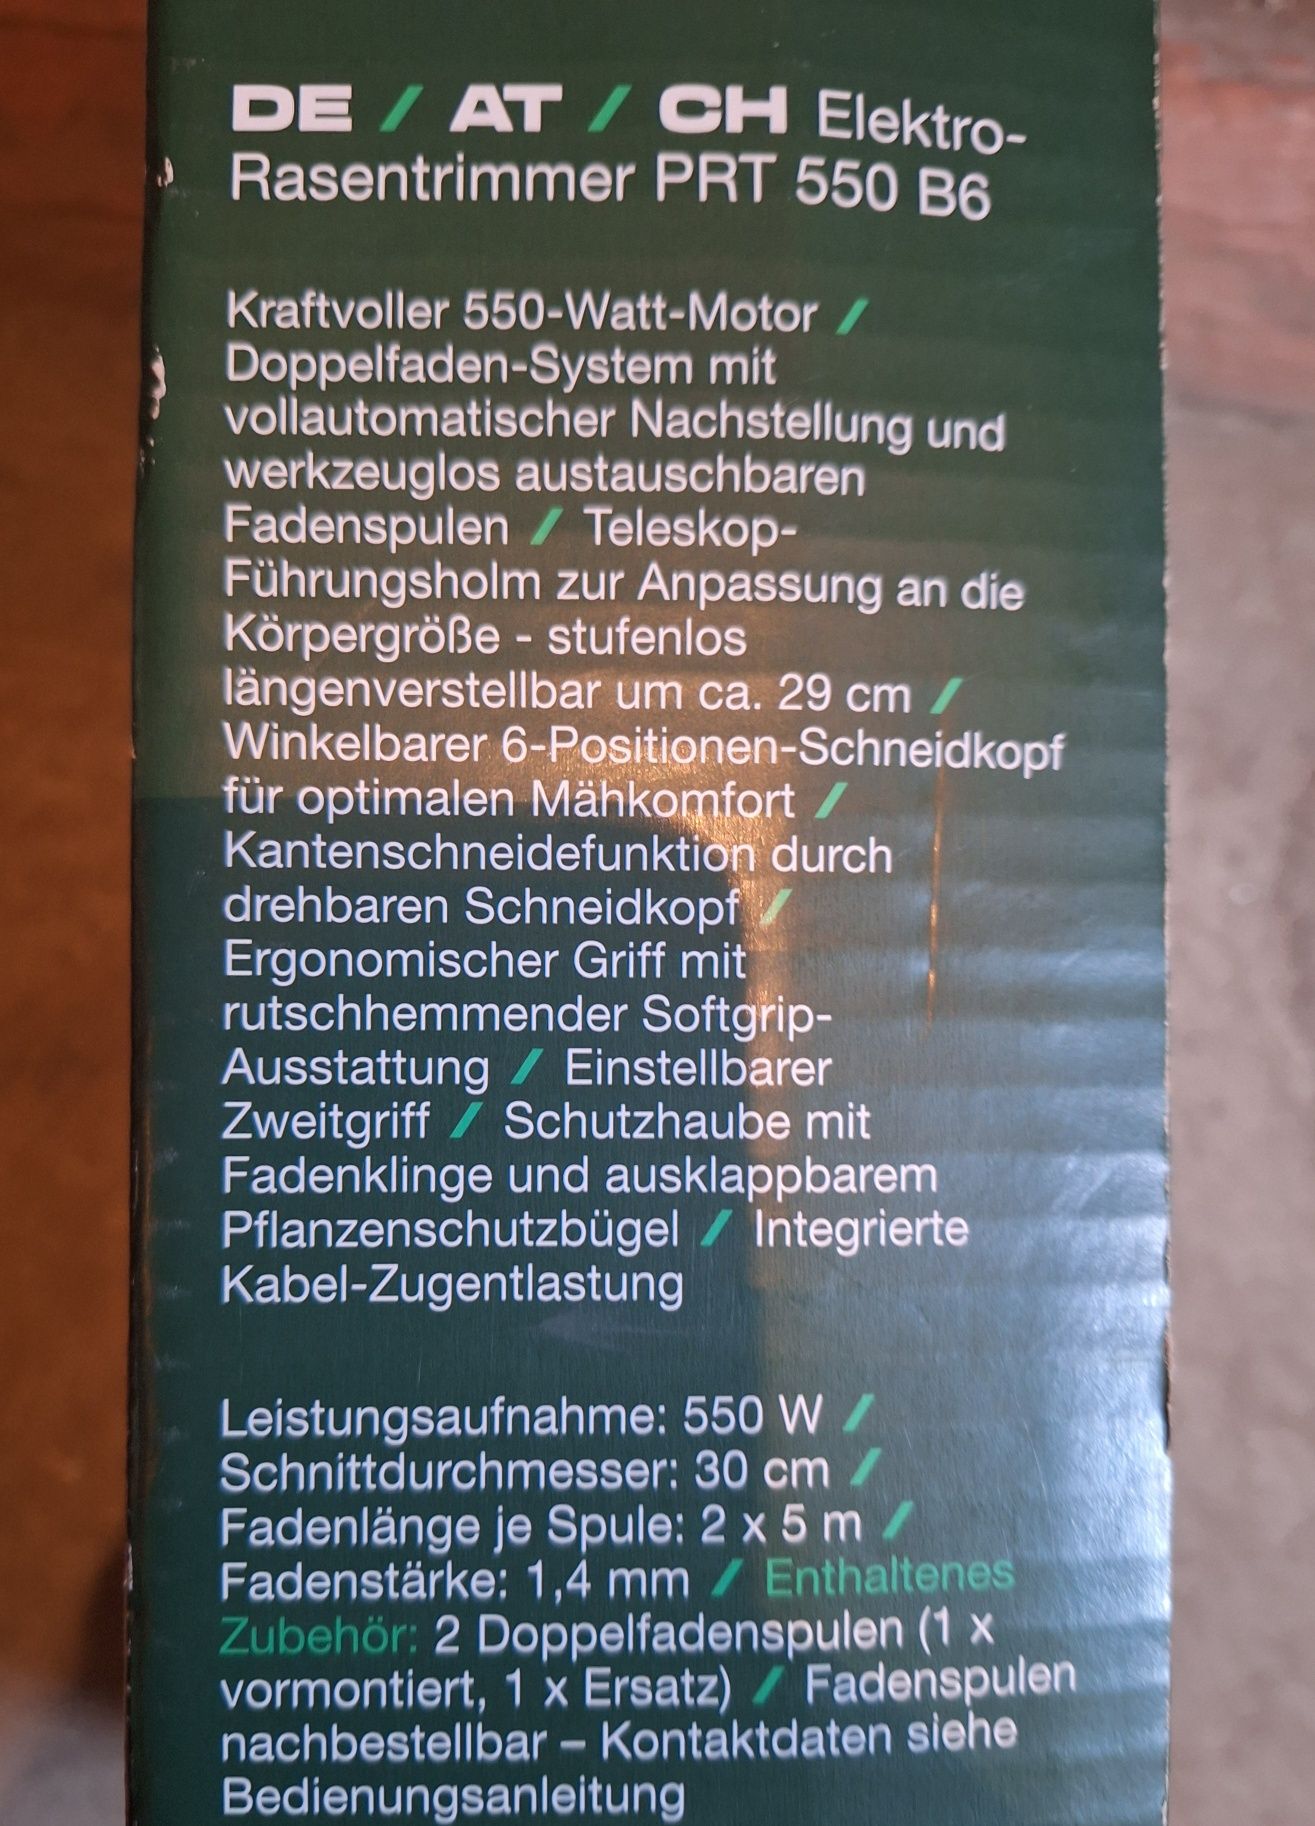 DE / AT / CH Elektro-
Rasentrimmer PRT 550 B6
Kraftvoller 550-Watt-Motor /
Doppelfaden-System mit
vollautomatischer Nachstellung und
werkzeuglos austauschbaren
Fadenspulen / Teleskop-
Führungsholm zur Anpassung an die
Körpergröße - stufenlos
längenverstellbar um ca. 29 cm /
Winkelbarer 6-Positionen-Schneidkopf
für optimalen Mähkomfort /
Kantenschneidefunktion durch
drehbaren Schneidkopf /
Ergonomischer Griff mit
rutschhemmender Softgrip-
Ausstattung / Einstellbarer
Zweitgriff / Schutzhaube mit
Fadenklinge und ausklappbarem
Pflanzenschutzbügel / Integrierte
Kabel-Zugentlastung
Leistungsaufnahme: 550 W /
Schnittdurchmesser: 30 cm /
Fadenlänge je Spule: 2 x 5 m /
Fadenstärke: 1,4 mm / Enthaltenes
Zubehör: 2 Doppelfadenspulen (1 x
vormontiert, 1 x Ersatz) / Fadenspulen
nachbestellbar – Kontaktdaten siehe
Bedienungsanleitung